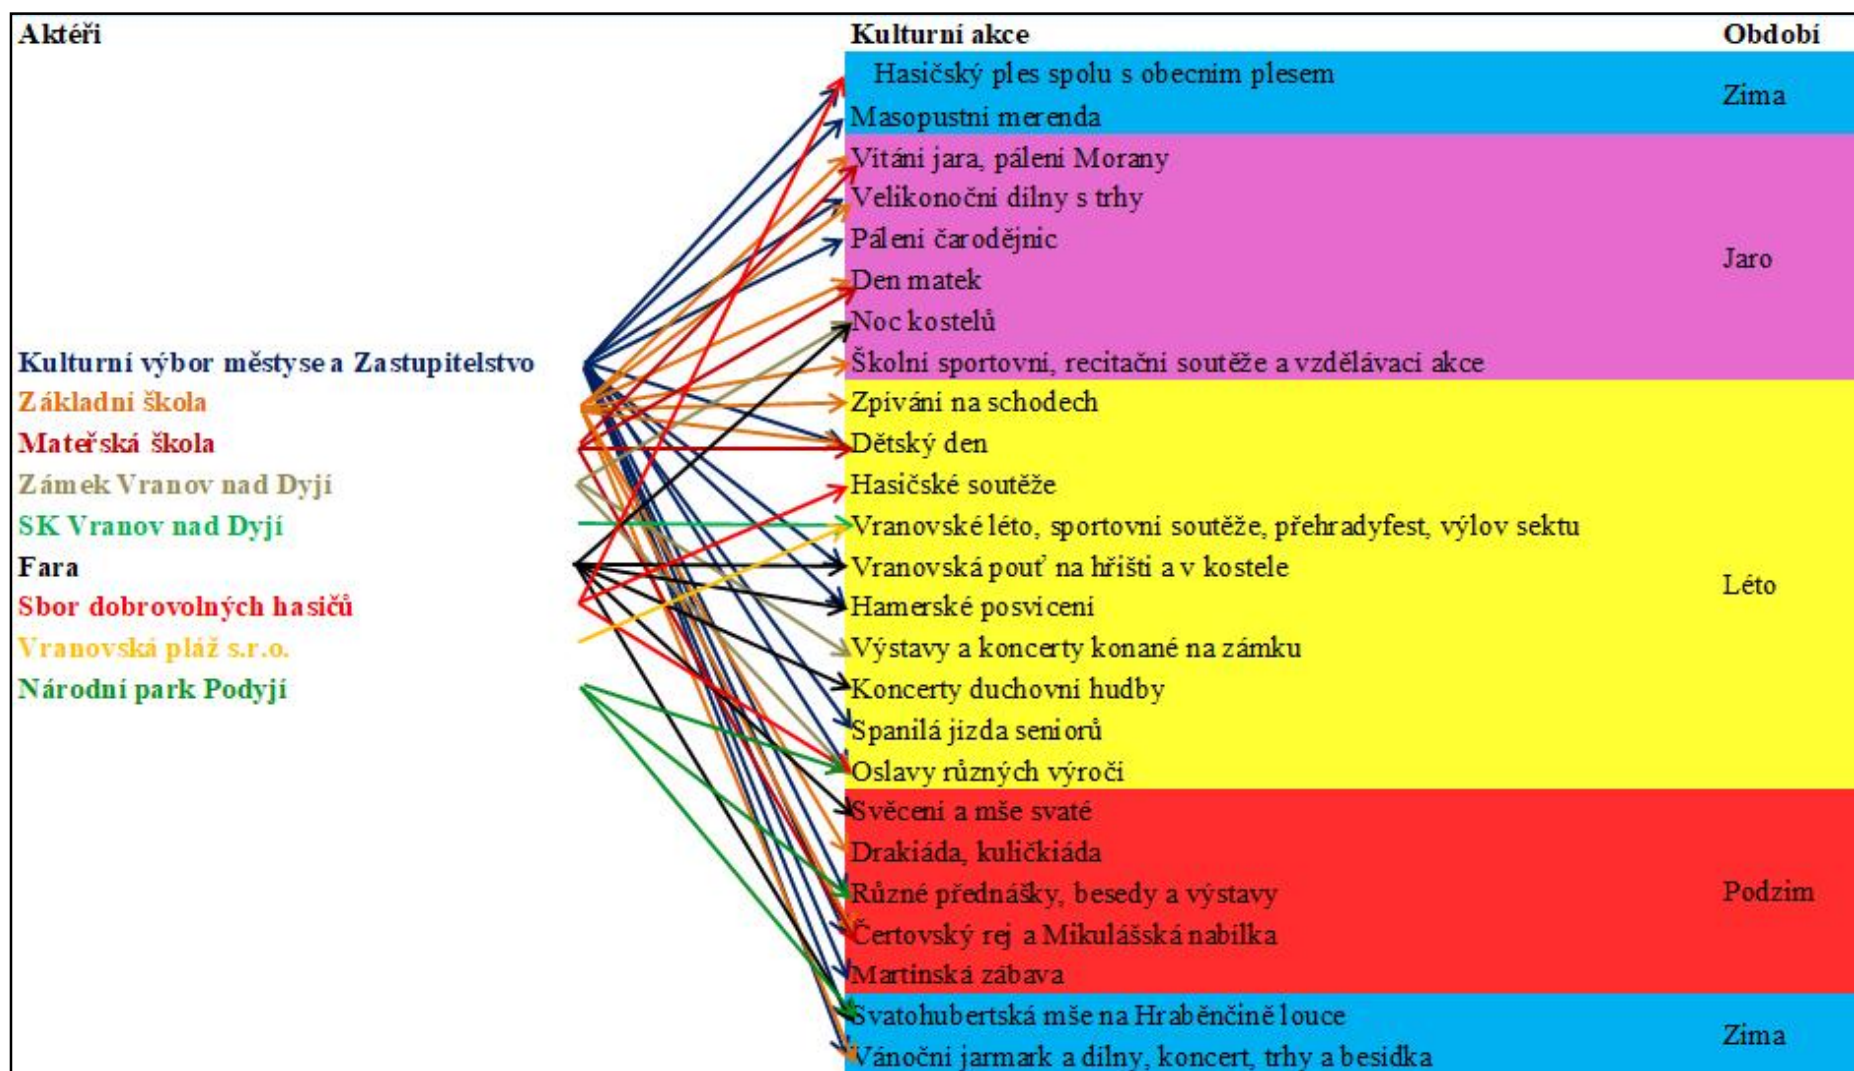 Aktéři Kulturní akce Období
Hasičský ples spolu s obecním plesem
Zima
Masopustní merenda
Vítání jara, pálení Morany
Velikonoční dílny s trhy
Pálení čarodějnic
Jaro
Den matek
Noc kostelů
Kulturní výbor městyse a Zastupitelstvo Školní sportovní, recitační soutěže a vzdělávací akce
Základní škola Zpívání na schodech
Mateřská škola Dětský den
Zámek Vranov nad Dyjí Hasičské soutěže
SK Vranov nad Dyjí Vranovské léto, sportovní soutěže, přehradyfest, výlov sektu
Fara Vranovská pouť na hřišti a v kostele
Léto
Sbor dobrovolných hasičů Hamerské posvícení
Vranovská pláž s.r.o. Výstavy a koncerty konané na zámku
Národní park Podyjí Koncerty duchovní hudby
Spanilá jízda seniorů
Oslavy různých výročí
Svěcení a mše svaté
Drakiáda, kuličkiáda
Různé přednášky, besedy a výstavy Podzim
Čertovský rej a Mikulášská nabílka
Martinská zábava
Svatohubertská mše na Hraběnčině louce
Zima
Vánoční jarmark a dílny, koncert, trhy a besídka